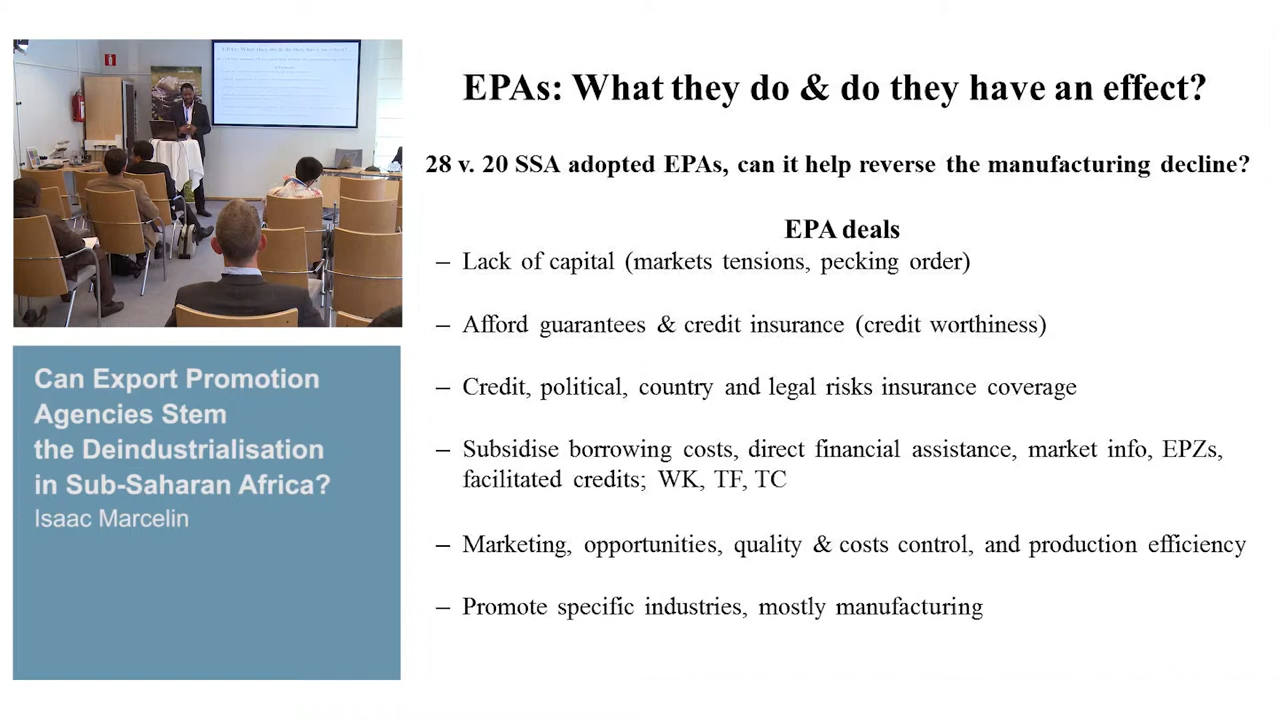 EPAs: What they do & do they have an effect?
28 v. 20 SSA adopted EPAs, can it help reverse the manufacturing decline?
EPA deals
– Lack of capital (markets tensions, pecking order)
– Afford guarantees & credit insurance (credit worthiness)
– Credit, political, country and legal risks insurance coverage
– Subsidise borrowing costs, direct financial assistance, market info, EPZs,
facilitated credits; WK, TF, TC
– Marketing, opportunities, quality & costs control, and production efficiency
– Promote specific industries, mostly manufacturing
Can Export Promotion
Agencies Stem
the Deindustrialisation
in Sub-Saharan Africa?
Isaac Marcelin